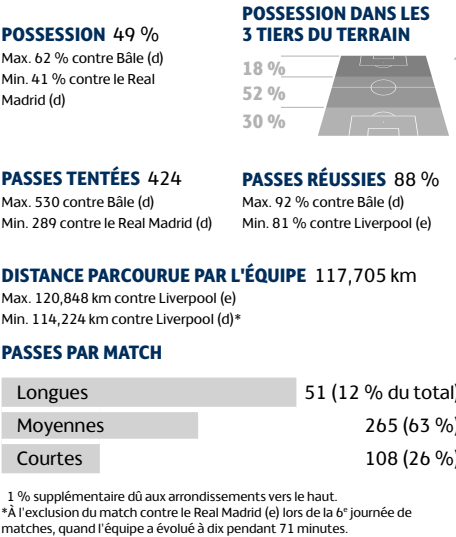 POSSESSION 49 %
Max. 62 % contre Bâle (d)
Min. 41 % contre le Real
Madrid (d)
POSSESSION DANS LES
3 TIERS DU TERRAIN
18 %
52 %
30 %
PASSES TENTÉES 424
Max. 530 contre Bâle (d)
Min. 289 contre le Real Madrid (d)
PASSES RÉUSSIES 88 %
Max. 92 % contre Bâle (d)
Min. 81 % contre Liverpool (e)
DISTANCE PARCOURUE PAR L'ÉQUIPE 117,705 km
Max. 120,848 km contre Liverpool (e)
Min. 114,224 km contre Liverpool (d)*
PASSES PAR MATCH
Longues 51 (12 % du total)
Moyennes 265 (63 %)
Courtes 108 (26 %)
1 % supplémentaire dû aux arrondissements vers le haut.
*À l'exclusion du match contre le Real Madrid (e) lors de la 6e journée de
matches, quand l'équipe a évolué à dix pendant 71 minutes.